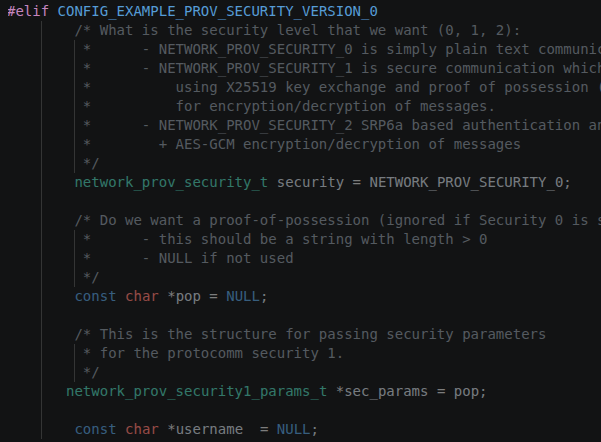 #elif CONFIG_EXAMPLE_PROV_SECURITY_VERSION_0
/* What is the security level that we want (0, 1, 2):
* - NETWORK_PROV_SECURITY_0 is simply plain text
* - NETWORK_PROV_SECURITY_1 is secure communication which
* using X25519 key exchange and proof of possession (
* for encryption/decryption of messages.
* - NETWORK_PROV_SECURITY_2 SRP6a based authentication
* + AES-GCM encryption/decryption of messages
*/
network_prov_security_t security = NETWORK_PROV_SECURITY_0;
/* Do we want a proof-of-possession (ignored if Security 0 is
* - this should be a string with length > 0
* - NULL if not used
*/
const char *pop = NULL;
/* This is the structure for passing security parameters
* for the protocomm security 1.
*/
network_prov_security1_params_t *sec_params = pop;
const char *username = NULL;